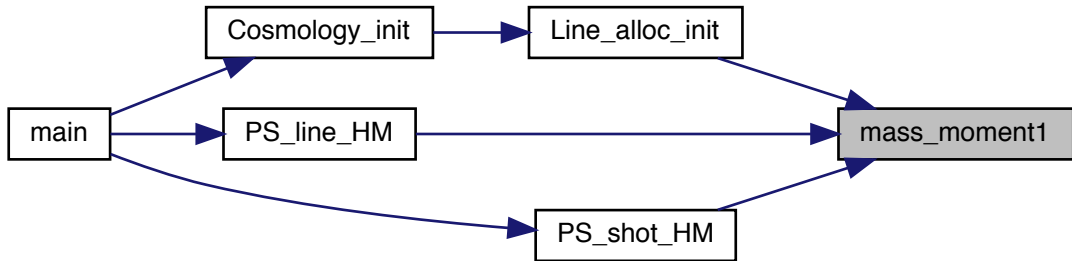 Cosmology_init
Line_alloc_init
main
PS_line_HM
mass_moment1
PS_shot_HM